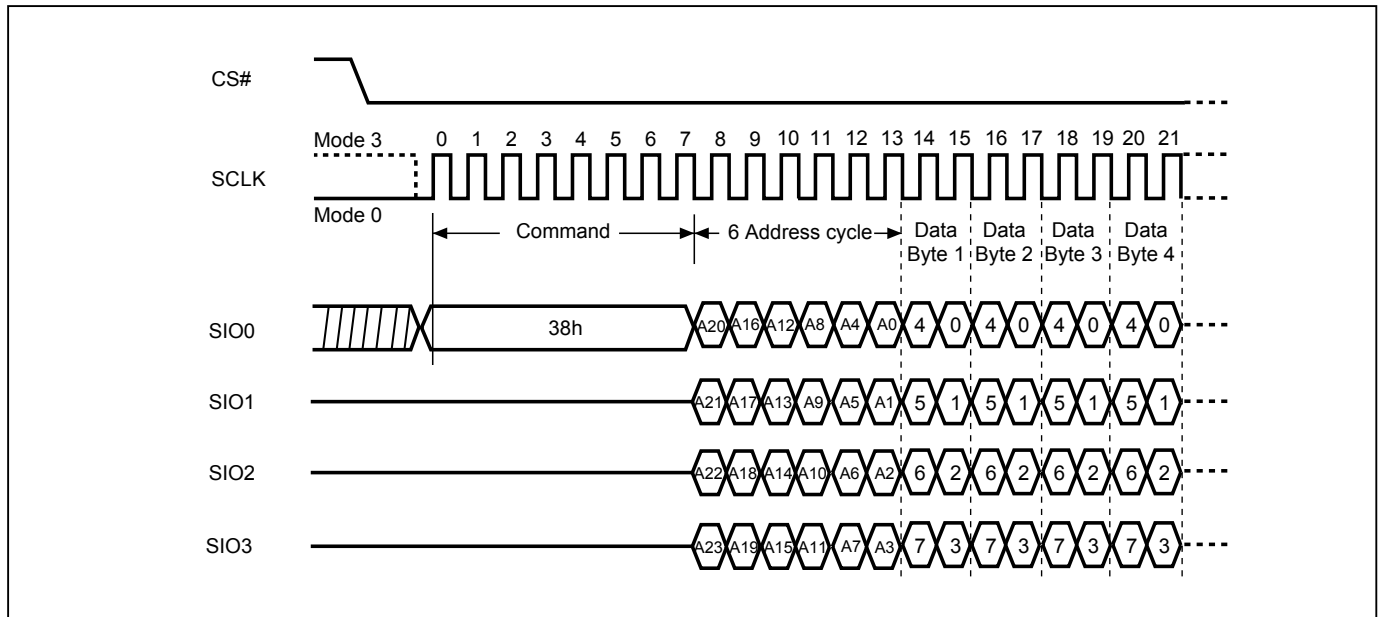 CS#
Mode 3 0 1 2 3 4 5 6 7 8 9 10 11 12 13 14 15 16 17 18 19 20 21
SCLK
Mode 0
Command 6 Address cycle Data Byte 1 Data Byte 2 Data Byte 3 Data Byte 4
SIO0 38h A20 A16 A12 A8 A4 A0 4 0 4 0 4 0 4 0
SIO1 A21 A17 A13 A9 A5 A1 5 1 5 1 5 1 5 1
SIO2 A22 A18 A14 A10 A6 A2 6 2 6 2 6 2 6 2
SIO3 A23 A19 A15 A11 A7 A3 7 3 7 3 7 3 7 3